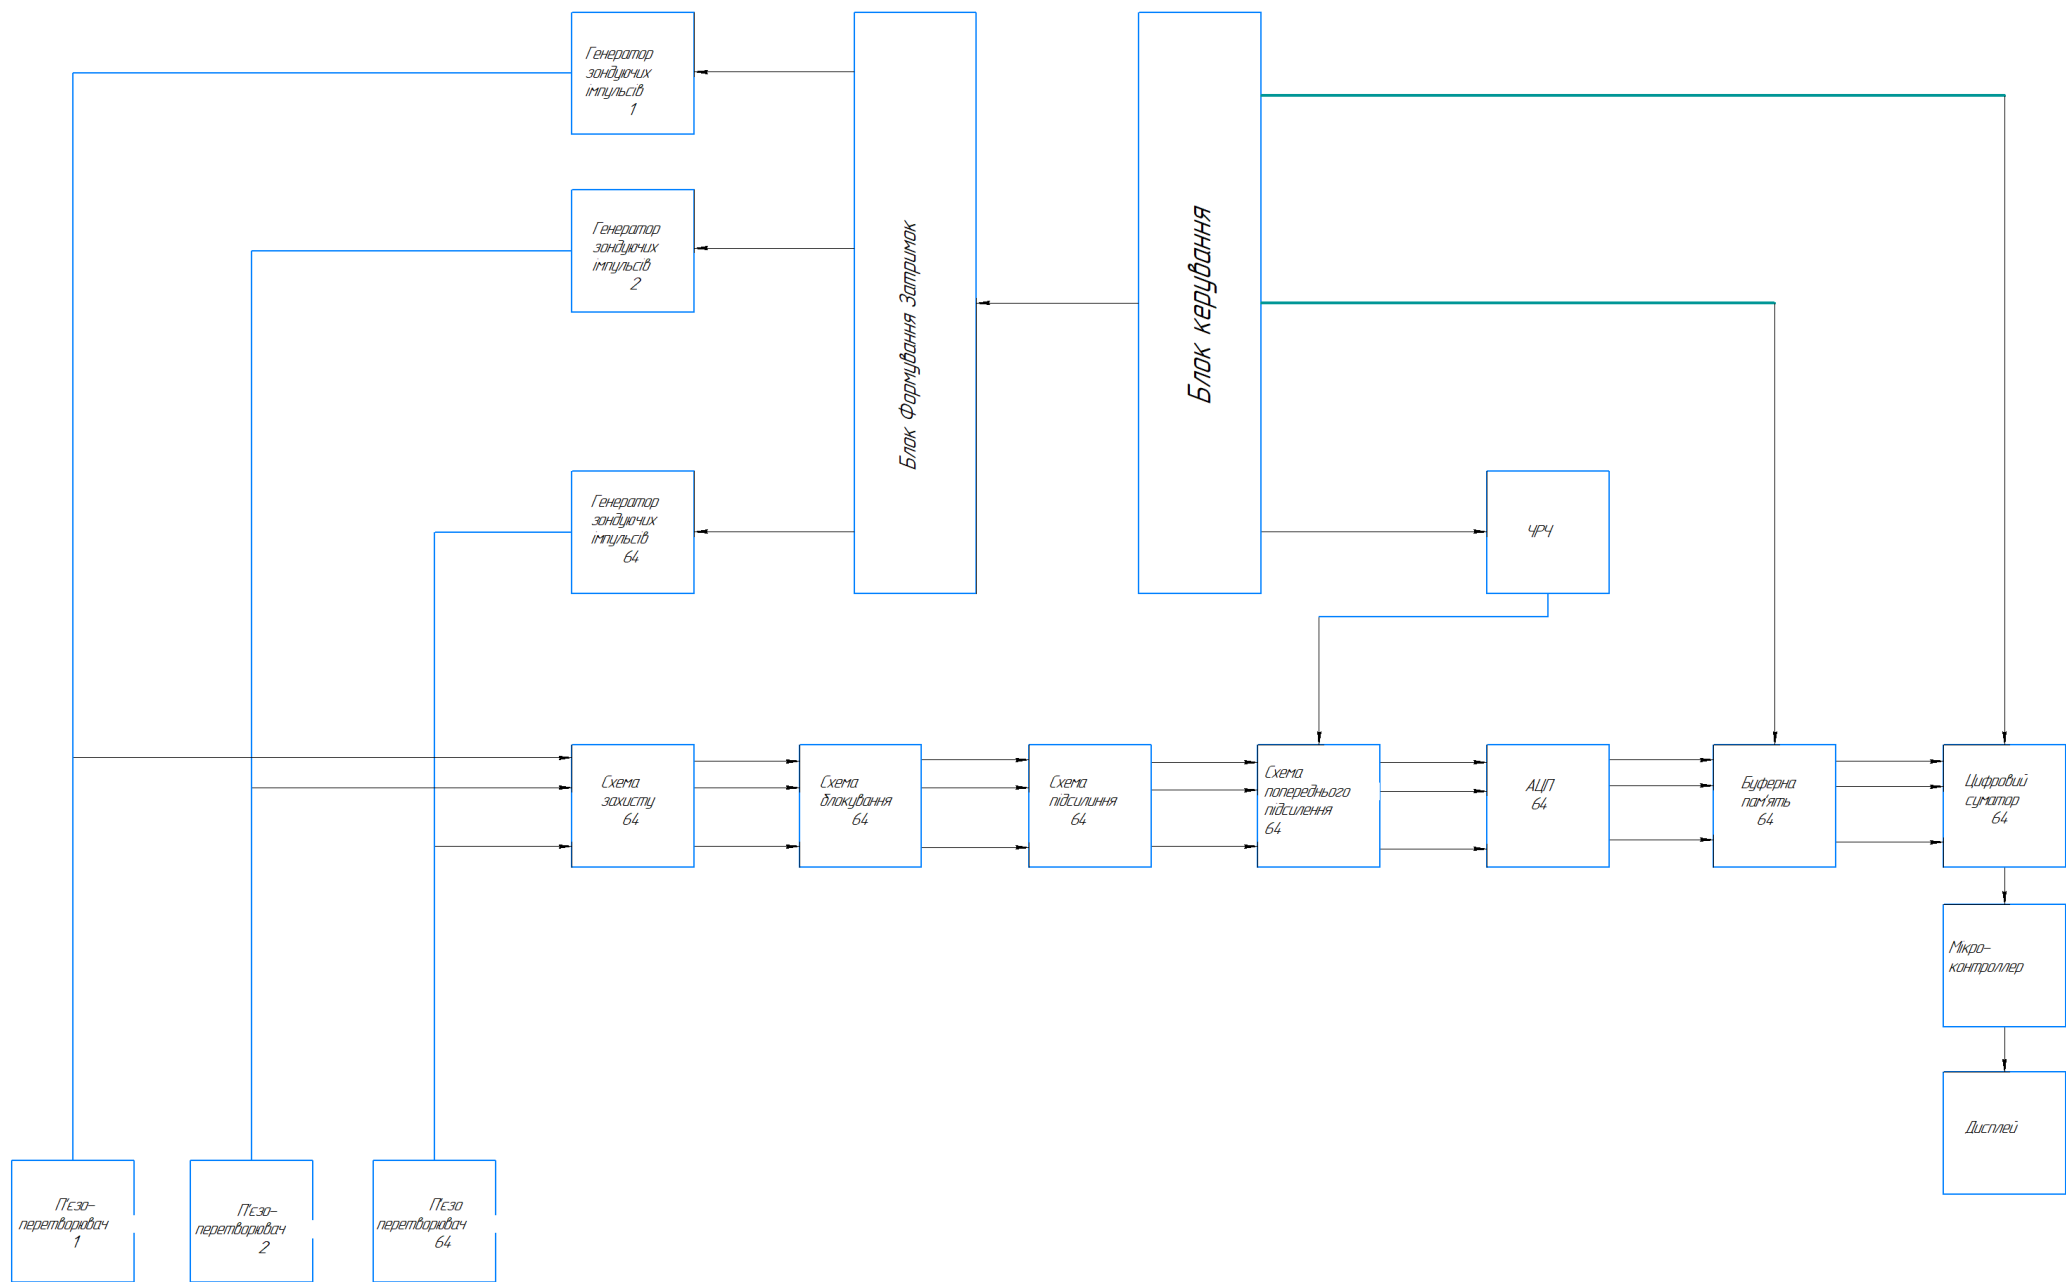 Генератор
зондуючих
імпульсів
1
Генератор
зондуючих
імпульсів
2
Блок Формування Затримок
Блок керування
Генератор
зондуючих
імпульсів
64
ЧРЧ
Схема
захисту
64
Схема
блокування
64
Схема
підсилиння
64
Схема
попереднього
підсилення
64
АЦП
64
Буферна
пам'ять
64
Цифровий
суматор
64
Мікро-
контроллер
Дисплей
П'єзо-
перетворювач
1
П'єзо-
перетворювач
2
П'єзо
перетворювач
64